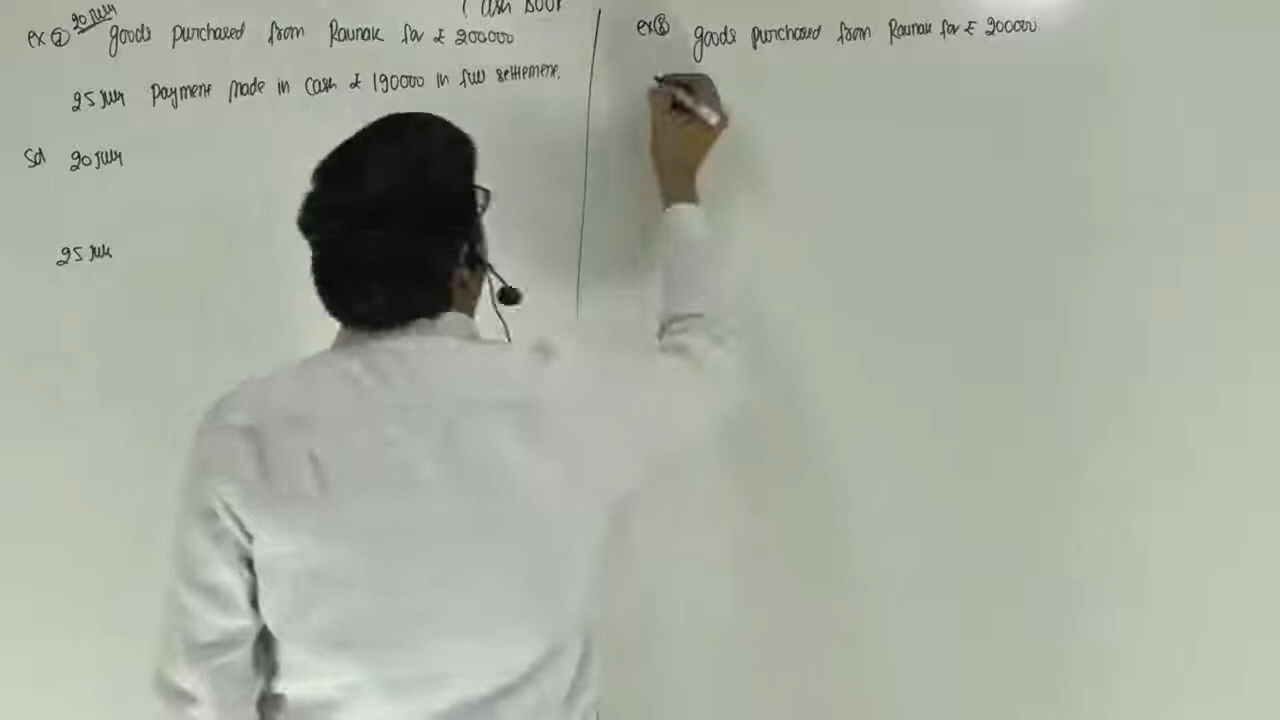 Cash Book
ex ⑦ 20 July goods purchased from Raunak for ₹ 200000
25 July Payment made in cash ₹ 190000 in full settlement.
Sol 20 July
25 July
ex ⑧ goods purchased from Raunak for ₹ 200000.